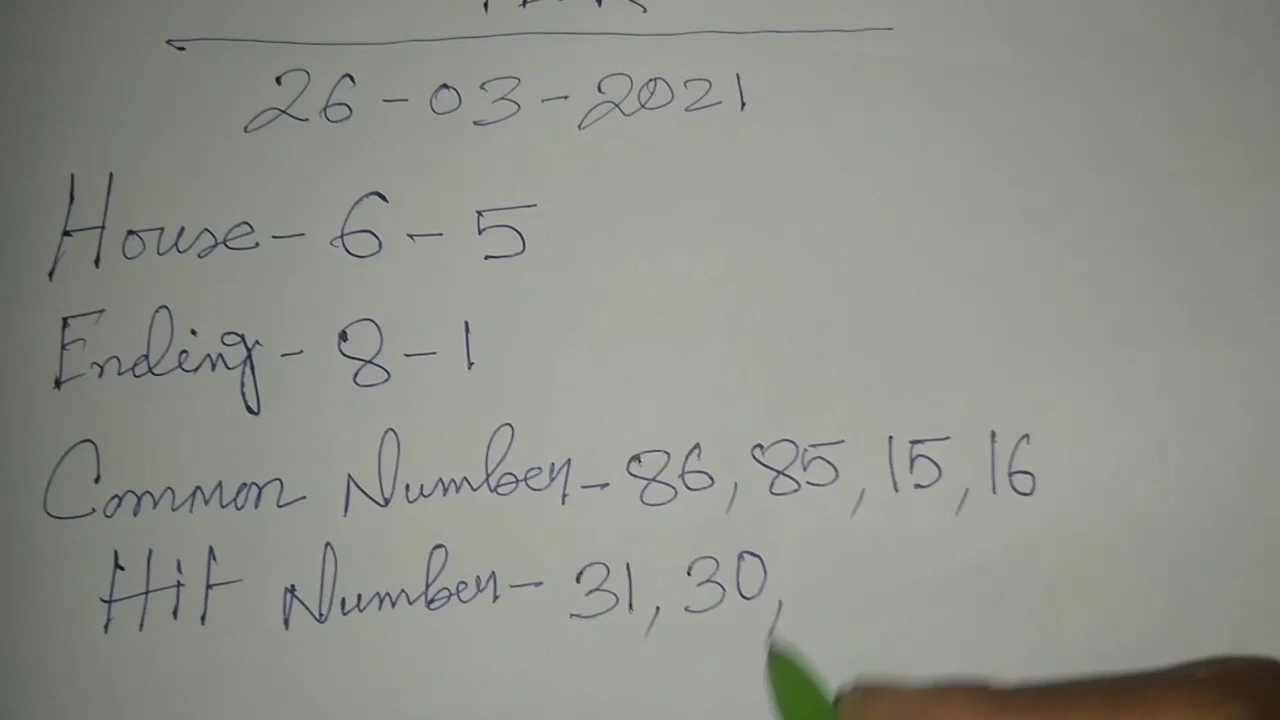 26-03-2021
House- 6-5
Ending- 8-1
Common Number- 86, 85, 15, 16
Hit Number- 31, 30,